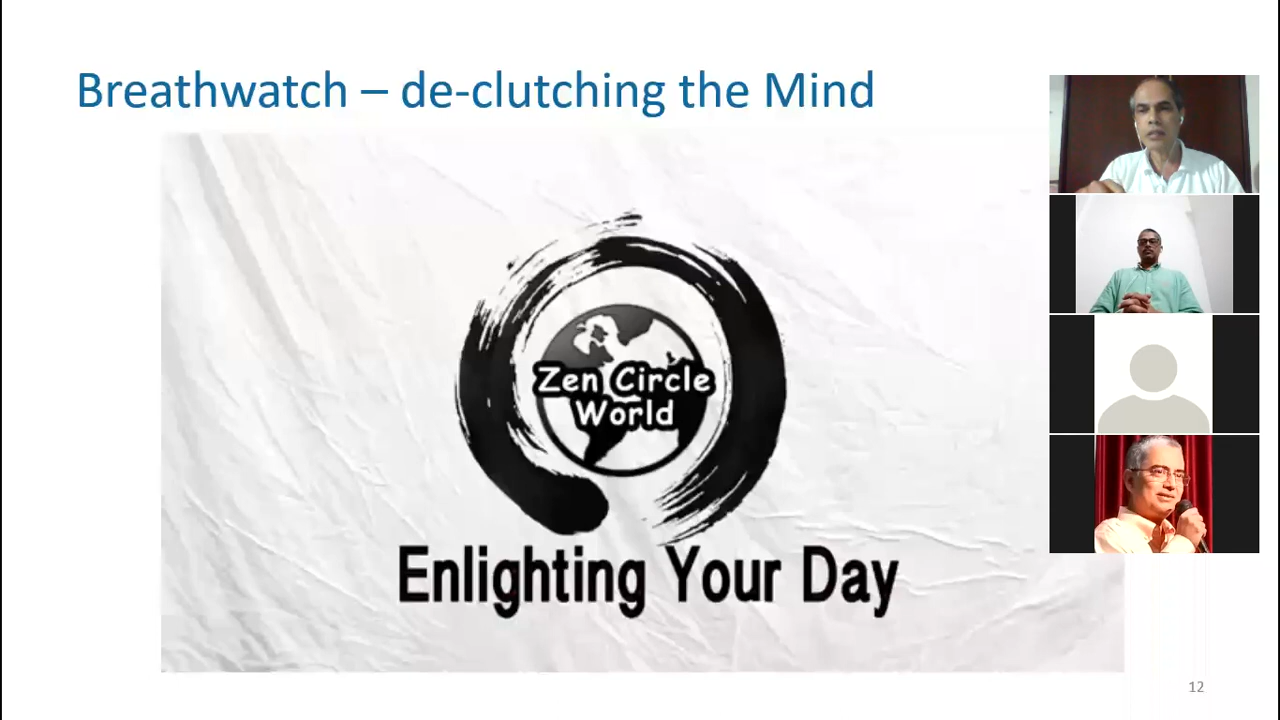 Breathwatch – de-clutching the Mind
Zen Circle
World
Enlighting Your Day
12